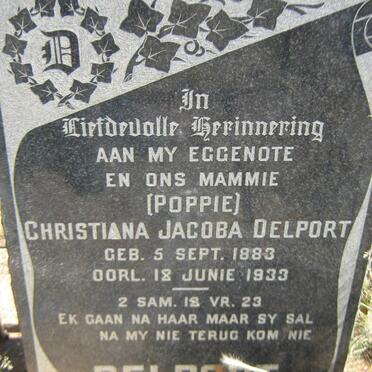 D
In
Liefdevolle Herinnering
AAN MY EGGENOTE
EN ONS MAMMIE
(POPPIE)
CHRISTIANA JACOBA DELPORT
GEB. 5 SEPT. 1883
OORL. 18 JUNIE 1933
2 SAM. 12 VR. 23
EK GAAN NA HAAR MAAR SY SAL
NA MY NIE TERUG KOM NIE
DELPORT